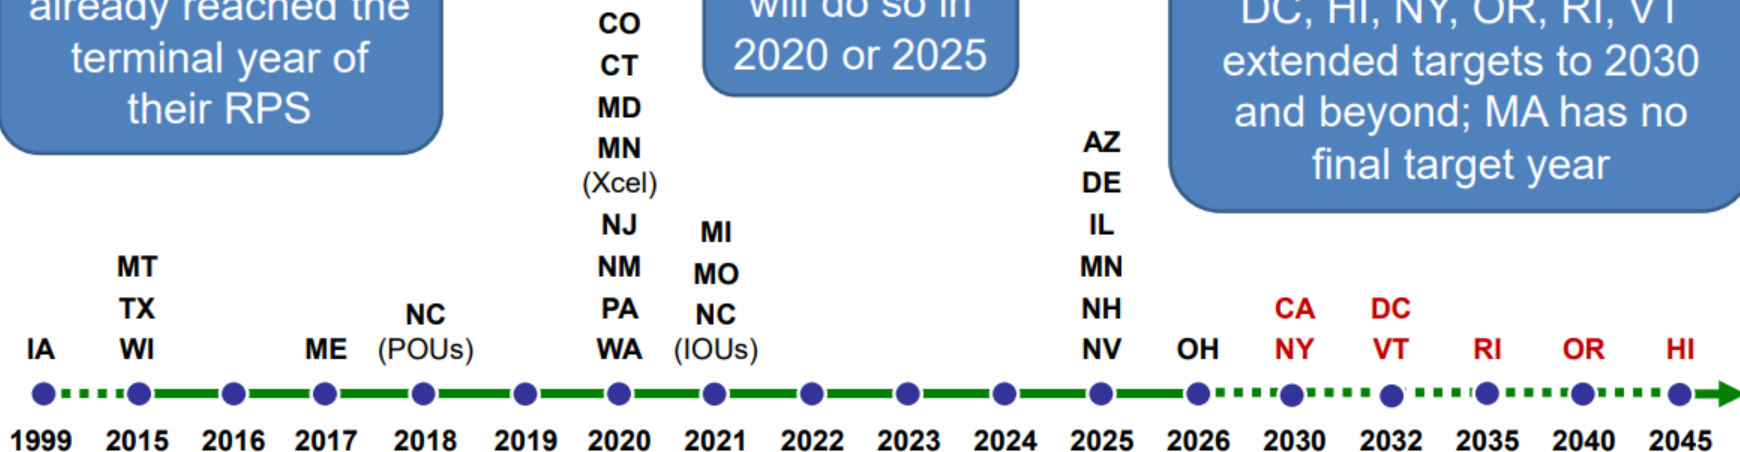 already reached the
terminal year of
their RPS
will do so in
2020 or 2025
DC, HI, NY, OR, RI, VT
extended targets to 2030
and beyond; MA has no
final target year
IA
MT
TX
WI
ME
NC
(POUs)
CO
CT
MD
MN
(Xcel)
NJ
NM
PA
WA
MI
MO
NC
(IOUs)
AZ
DE
IL
MN
NH
NV
OH
CA
NY
DC
VT
RI
OR
HI
1999 2015 2016 2017 2018 2019 2020 2021 2022 2023 2024 2025 2026 2030 2032 2035 2040 2045